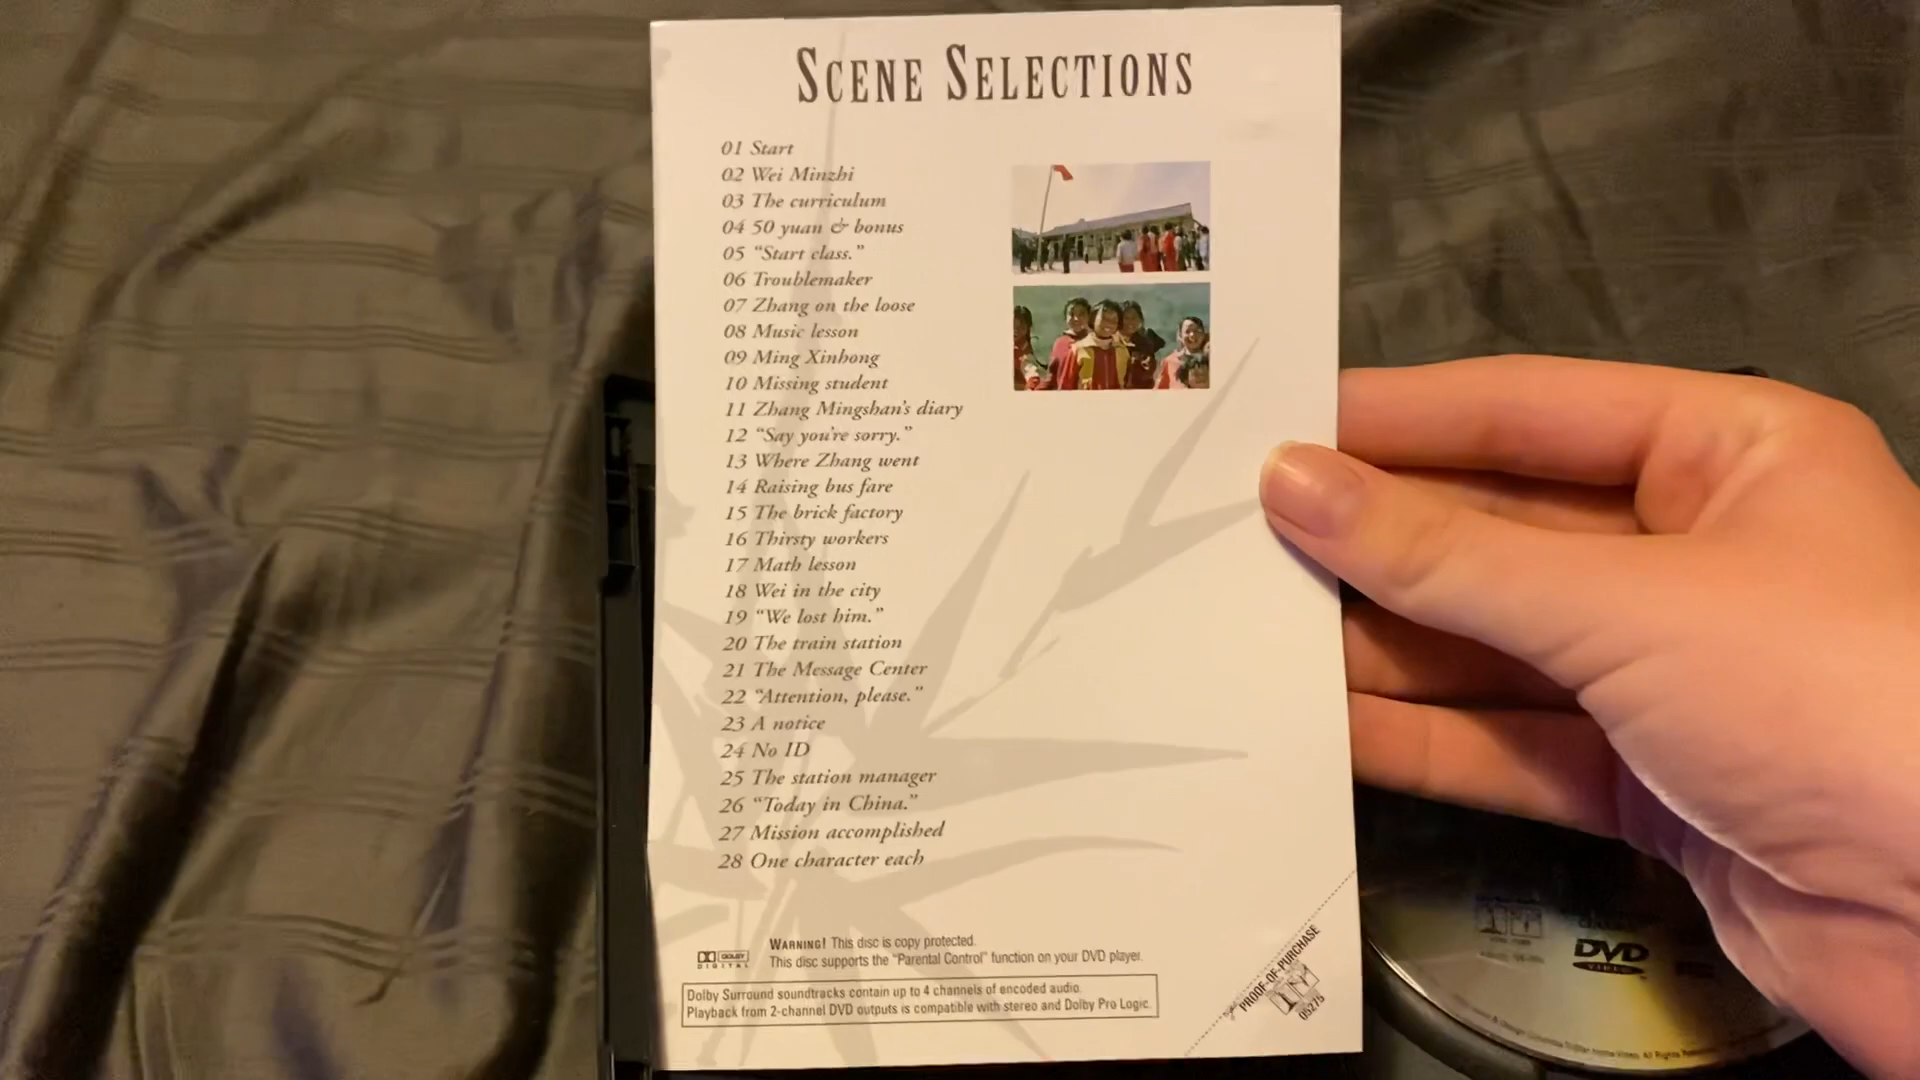 SCENE SELECTIONS
01 Start
02 Wei Minzhi
03 The curriculum
04 50 yuan & bonus
05 “Start class.”
06 Troublemaker
07 Zhang on the loose
08 Music lesson
09 Ming Xinhong
10 Missing student
11 Zhang Mingshan’s diary
12 “Say you’re sorry.”
13 Where Zhang went
14 Raising bus fare
15 The brick factory
16 Thirsty workers
17 Math lesson
18 Wei in the city
19 “We lost him.”
20 The train station
21 The Message Center
22 “Attention, please.”
23 A notice
24 No ID
25 The station manager
26 “Today in China.”
27 Mission accomplished
28 One character each
DOLBY
DIGITAL
WARNING! This disc is copy protected.
This disc supports the “Parental Control” function on your DVD player.
Dolby Surround soundtracks contain up to 4 channels of encoded audio.
Playback from 2-channel DVD outputs is compatible with stereo and Dolby Pro Logic.
PROOF-OF-PURCHASE
05275
DVD
VIDEO